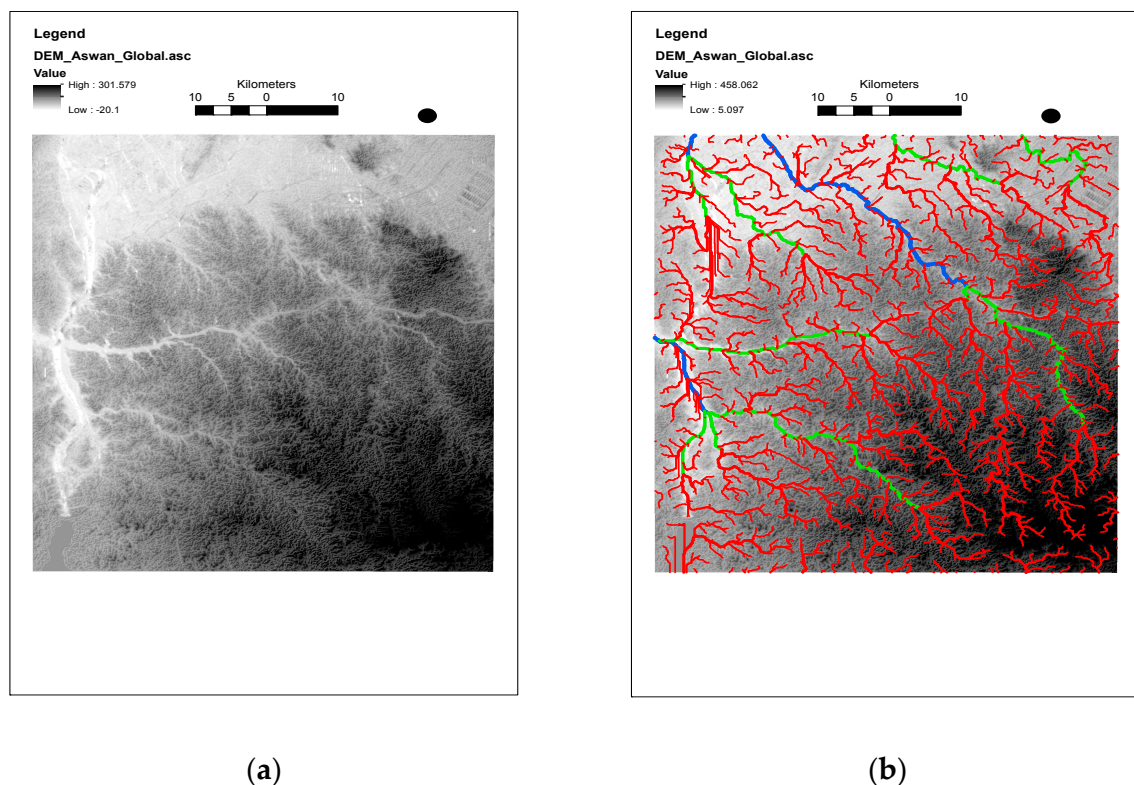 Legend
DEM_Aswan_Global.asc
Value
High : 301.579
Low : -20.1
Kilometers
10 5 0 10
(a)
Legend
DEM_Aswan_Global.asc
Value
High : 458.062
Low : 5.097
Kilometers
10 5 0 10
(b)